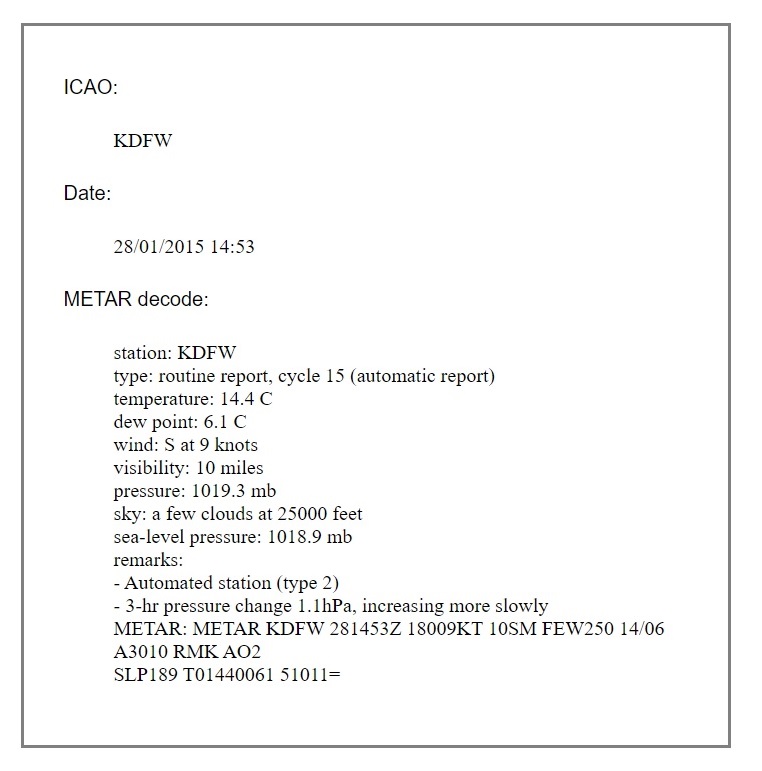 ICAO:
KDFW
Date:
28/01/2015 14:53
METAR decode:
station: KDFW
type: routine report, cycle 15 (automatic report)
temperature: 14.4 C
dew point: 6.1 C
wind: S at 9 knots
visibility: 10 miles
pressure: 1019.3 mb
sky: a few clouds at 25000 feet
sea-level pressure: 1018.9 mb
remarks:
- Automated station (type 2)
- 3-hr pressure change 1.1hPa, increasing more slowly
METAR: METAR KDFW 281453Z 18009KT 10SM FEW250 14/06
A3010 RMK AO2
SLP189 T01440061 51011=